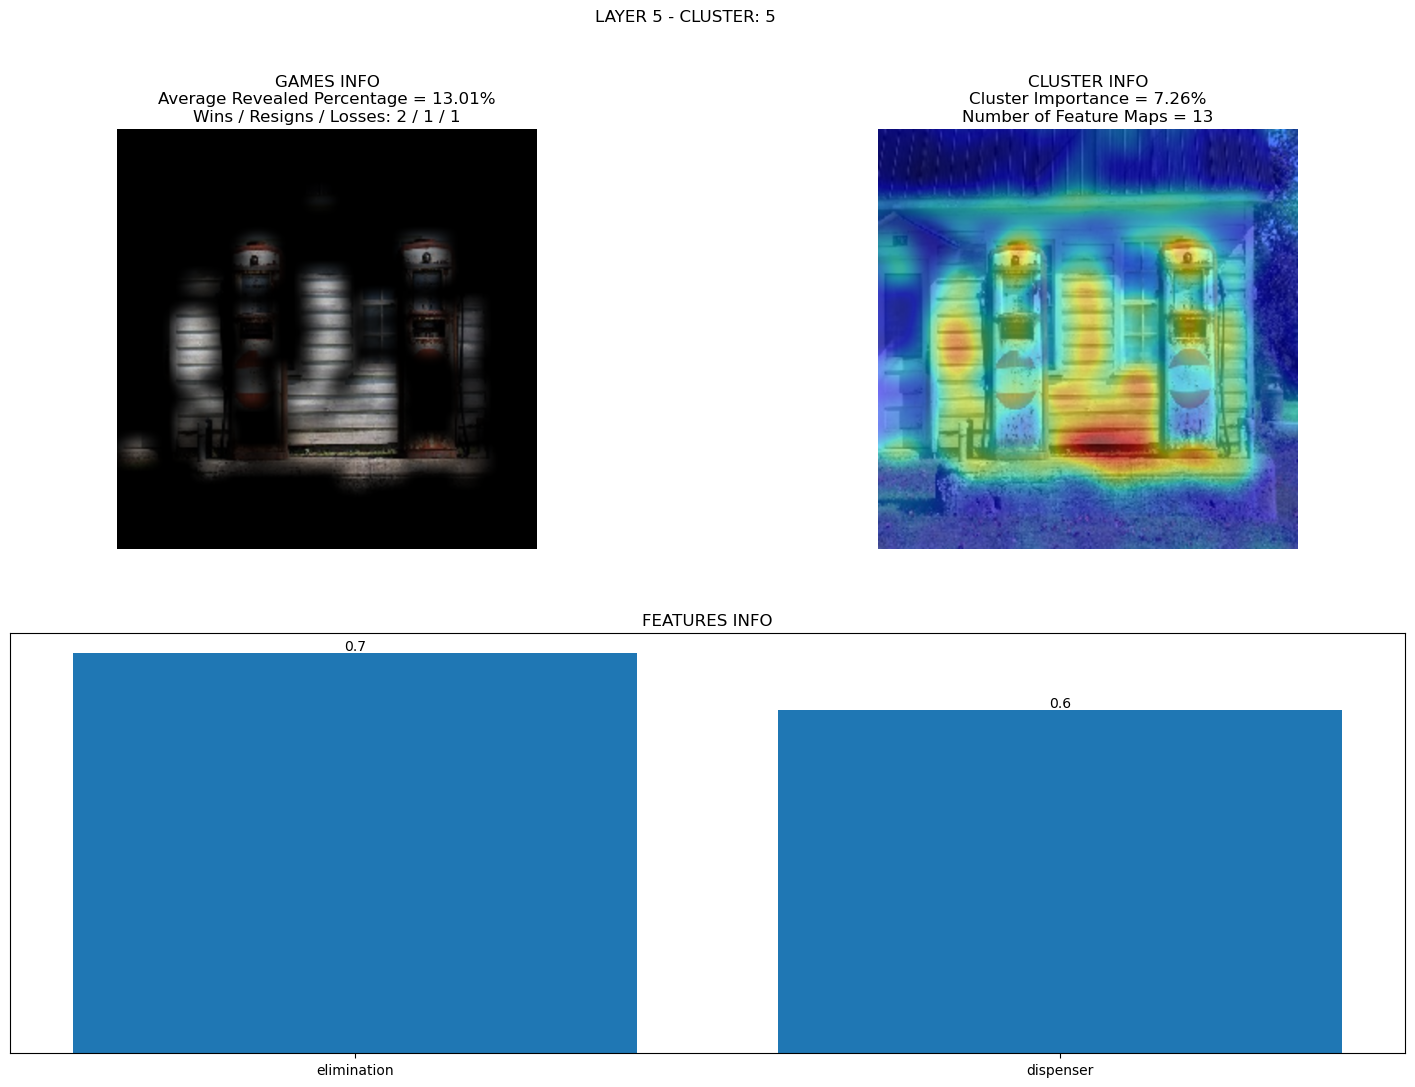 LAYER 5 - CLUSTER: 5
GAMES INFO
Average Revealed Percentage = 13.01%
Wins / Resigns / Losses: 2 / 1 / 1
CLUSTER INFO
Cluster Importance = 7.26%
Number of Feature Maps = 13
FEATURES INFO
0.7
0.6
elimination
dispenser